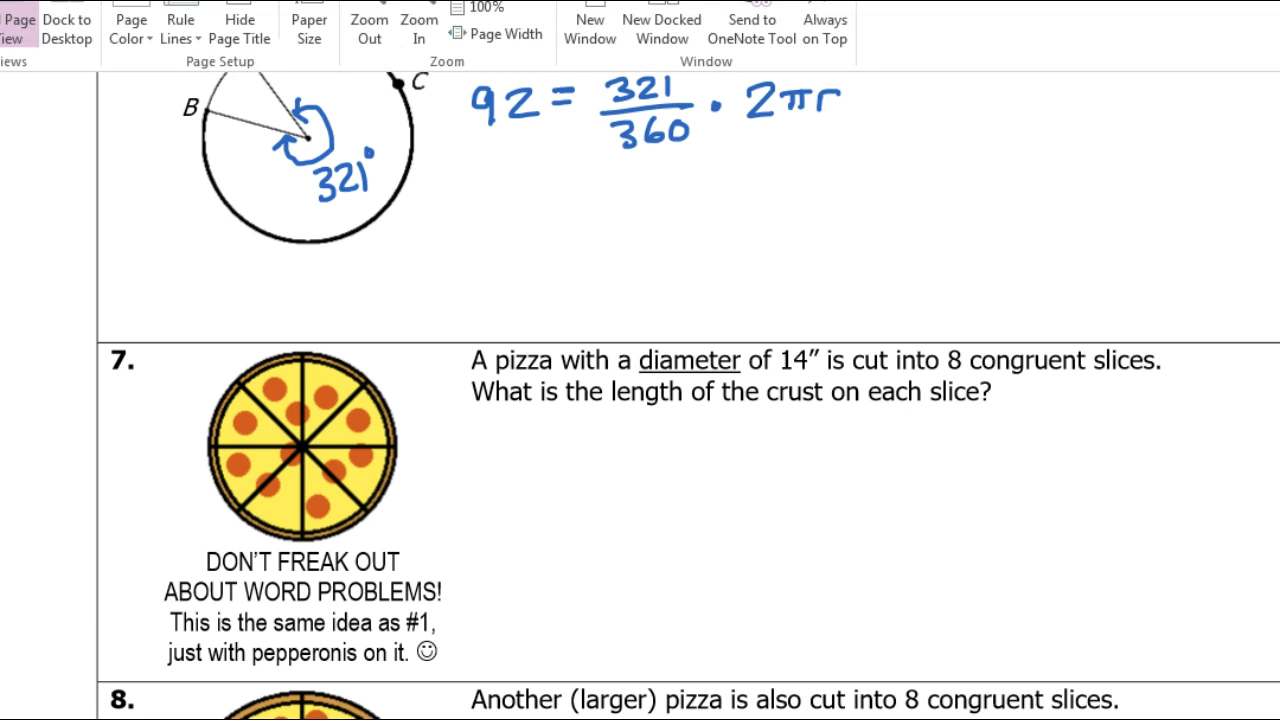 Page
View
Dock to
Desktop
Page
Color
Rule
Lines
Hide
Page Title
Paper
Size
Zoom
Out
Zoom
In
100%
Page Width
New
Window
New Docked
Window
Send to
OneNote Tool
Always
on Top
iews
Page Setup
Zoom
Window
B
C
321°
92 = 321/360 · 2πr
7.
A pizza with a diameter of 14" is cut into 8 congruent slices.
What is the length of the crust on each slice?
DON'T FREAK OUT
ABOUT WORD PROBLEMS!
This is the same idea as #1,
just with pepperonis on it. ☺
8.
Another (larger) pizza is also cut into 8 congruent slices.